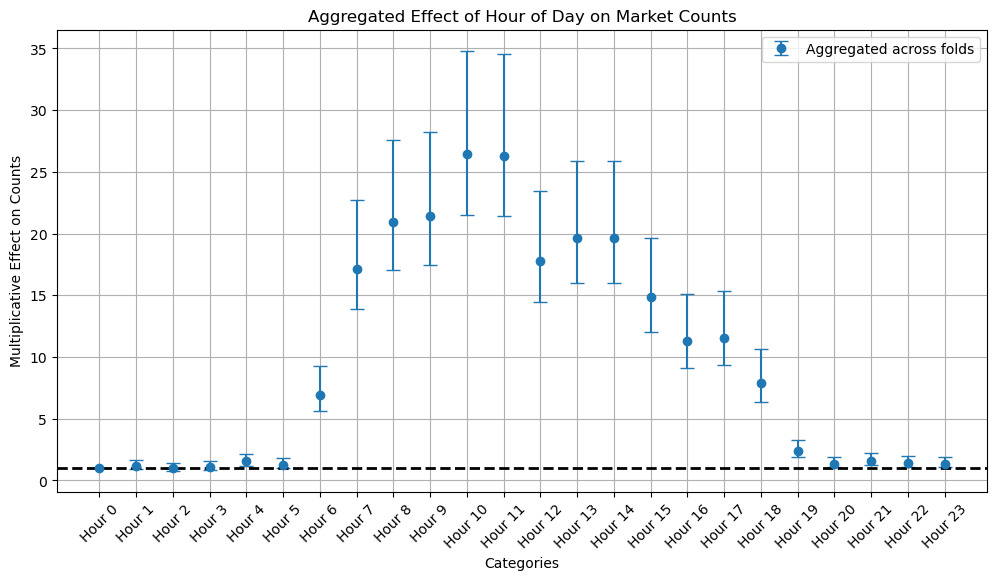 Aggregated Effect of Hour of Day on Market Counts
Aggregated across folds
Multiplicative Effect on Counts
35
30
25
20
15
10
5
0
Hour 0
Hour 1
Hour 2
Hour 3
Hour 4
Hour 5
Hour 6
Hour 7
Hour 8
Hour 9
Hour 10
Hour 11
Hour 12
Hour 13
Hour 14
Hour 15
Hour 16
Hour 17
Hour 18
Hour 19
Hour 20
Hour 21
Hour 22
Hour 23
Categories